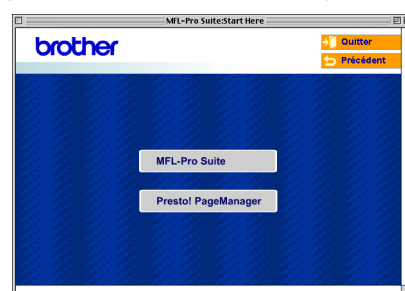 MFL-Pro Suite:Start Here
brother
Quitter
Précédent
MFL-Pro Suite
Presto! PageManager